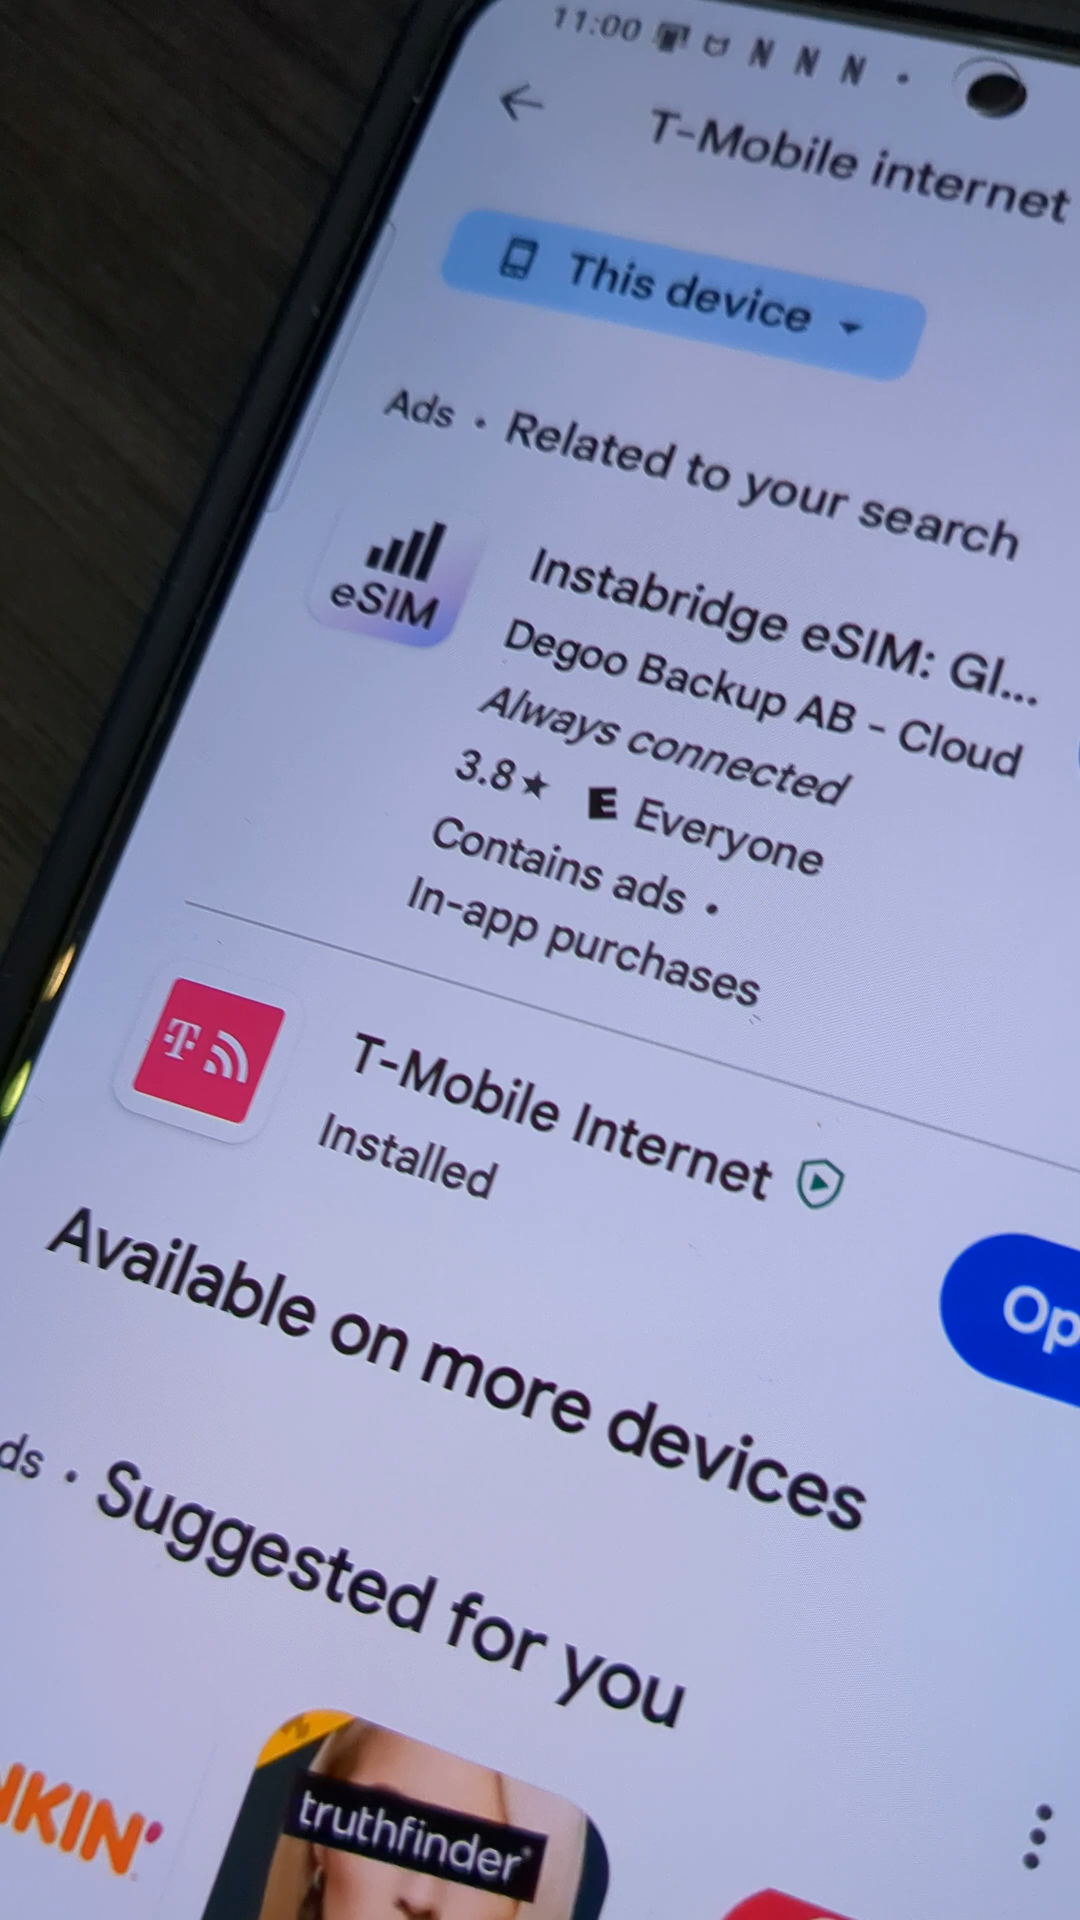 11:00 N N N
T-Mobile internet
This device
Ads • Related to your search
eSIM
Instabridge eSIM: Gl...
Degoo Backup AB - Cloud
Always connected
3.8★ E Everyone
Contains ads •
In-app purchases
T
T-Mobile Internet
Installed
Op
Available on more devices
ds • Suggested for you
NKIN'
truthfinder